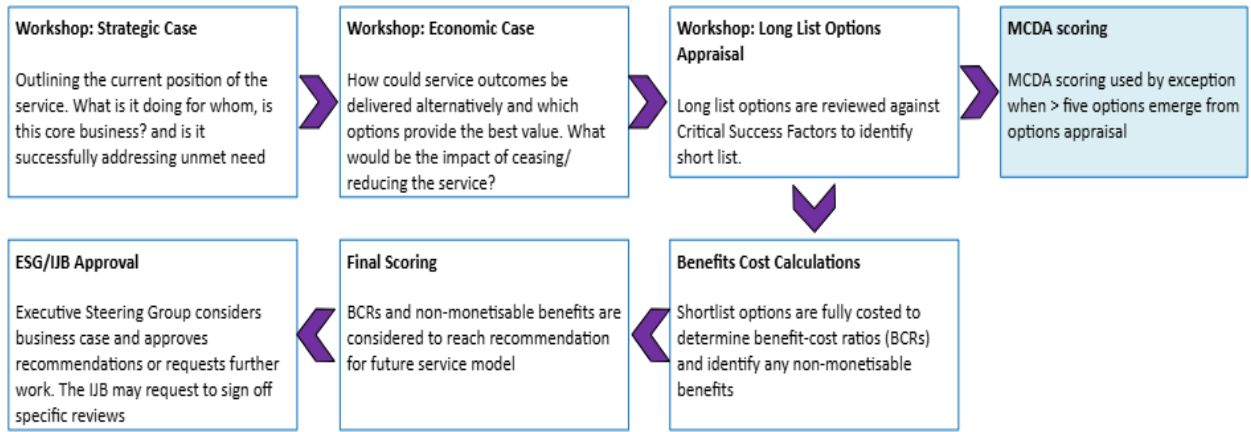 Workshop: Strategic Case
Outlining the current position of the
service. What is it doing for whom, is
this core business? and is it
successfully addressing unmet need
Workshop: Economic Case
How could service outcomes be
delivered alternatively and which
options provide the best value. What
would be the impact of ceasing/
reducing the service?
Workshop: Long List Options
Appraisal
Long list options are reviewed against
Critical Success Factors to identify
short list.
MCDA scoring
MCDA scoring used by exception
when > five options emerge from
options appraisal
ESG/IJB Approval
Executive Steering Group considers
business case and approves
recommendations or requests further
work. The IJB may request to sign off
specific reviews
Final Scoring
BCRs and non-monetisable benefits are
considered to reach recommendation
for future service model
Benefits Cost Calculations
Shortlist options are fully costed to
determine benefit-cost ratios (BCRs)
and identify any non-monetisable
benefits